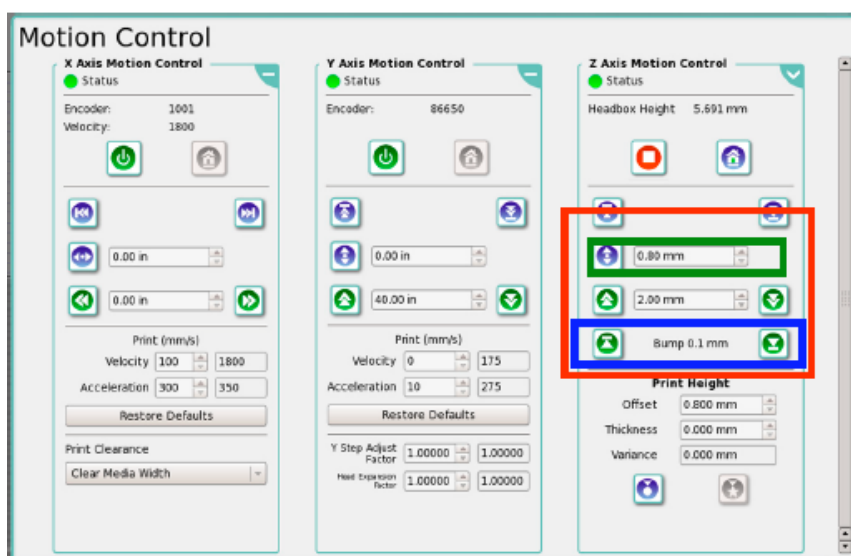 Motion Control
X Axis Motion Control
Status
Encoder: 1001
Velocity: 1800
0.00 in
0.00 in
Print (mm/s)
Velocity 100 1800
Acceleration 300 350
Restore Defaults
Print Clearance
Clear Media Width
Y Axis Motion Control
Status
Encoder: 86650
0.00 in
40.00 in
Print (mm/s)
Velocity 0 175
Acceleration 10 275
Restore Defaults
Y Step Adjust
Factor 1.00000 1.00000
Head Expansion
Factor 1.00000 1.00000
Z Axis Motion Control
Status
Headbox Height 5.691 mm
0.80 mm
2.00 mm
Bump 0.1 mm
Print Height
Offset 0.800 mm
Thickness 0.000 mm
Variance 0.000 mm